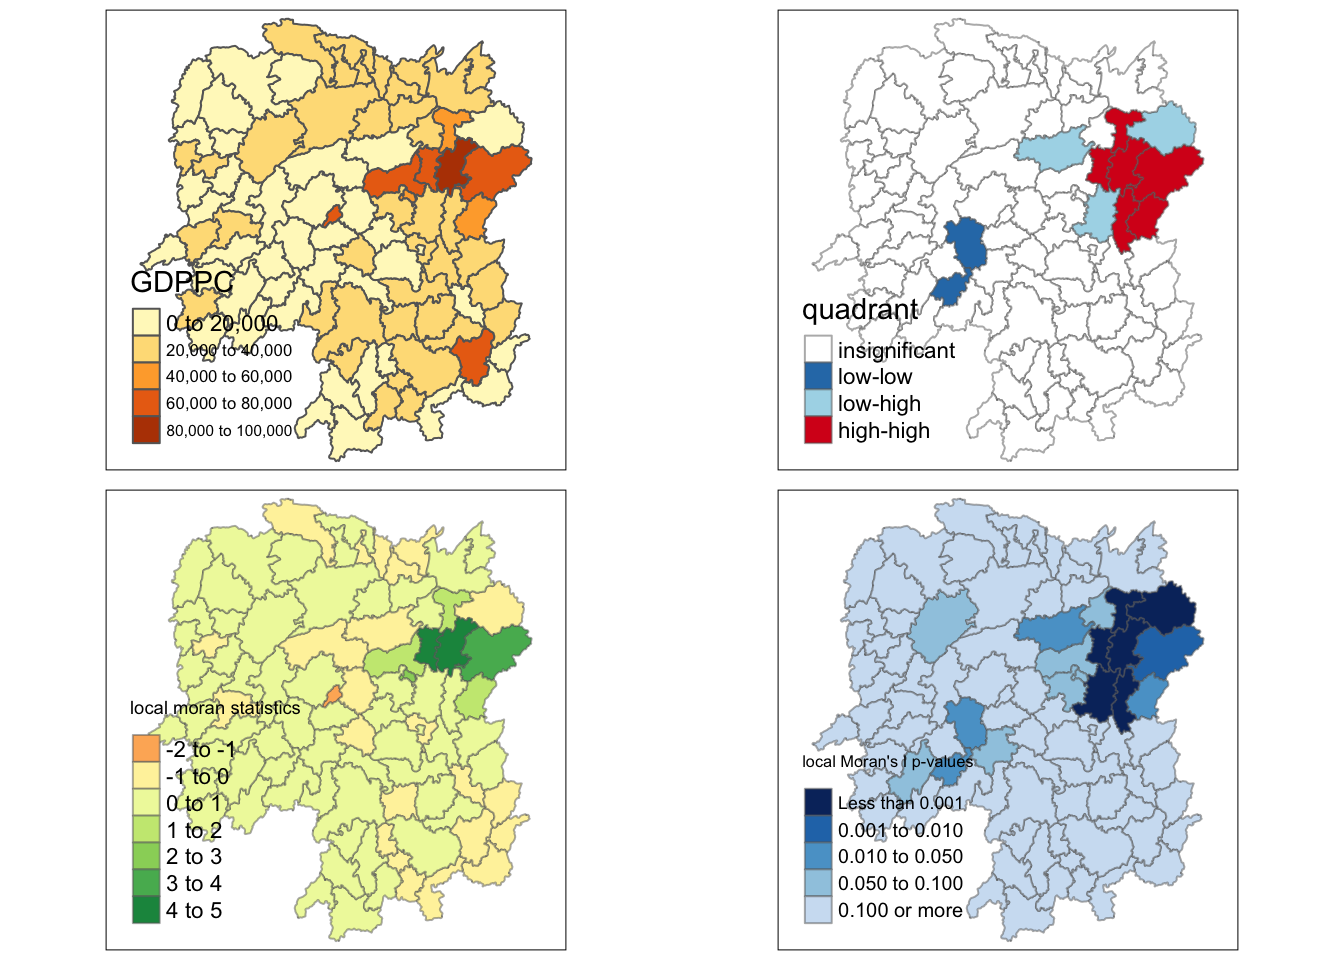 GDPPC
0 to 20,000
20,000 to 40,000
40,000 to 60,000
60,000 to 80,000
80,000 to 100,000
quadrant
insignificant
low-low
low-high
high-high
local moran statistics
-2 to -1
-1 to 0
0 to 1
1 to 2
2 to 3
3 to 4
4 to 5
local Moran's I p-values
Less than 0.001
0.001 to 0.010
0.010 to 0.050
0.050 to 0.100
0.100 or more